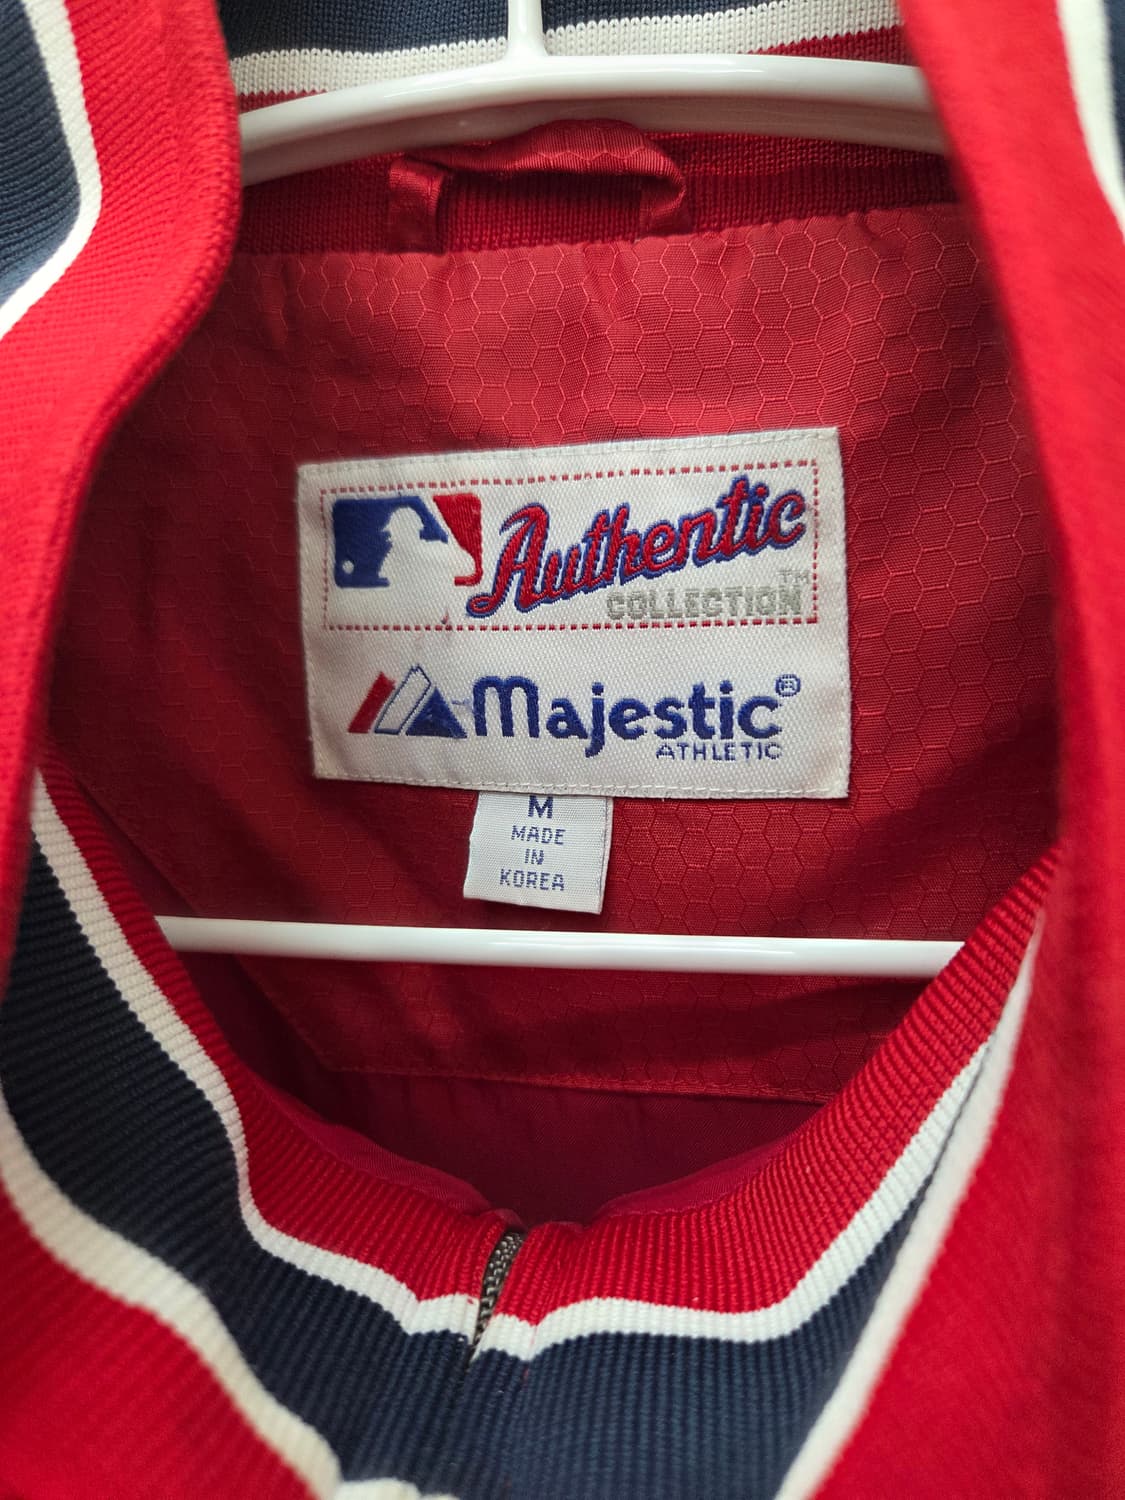 Authentic
COLLECTION™
Majestic®
ATHLETIC
M
MADE
IN
KOREA